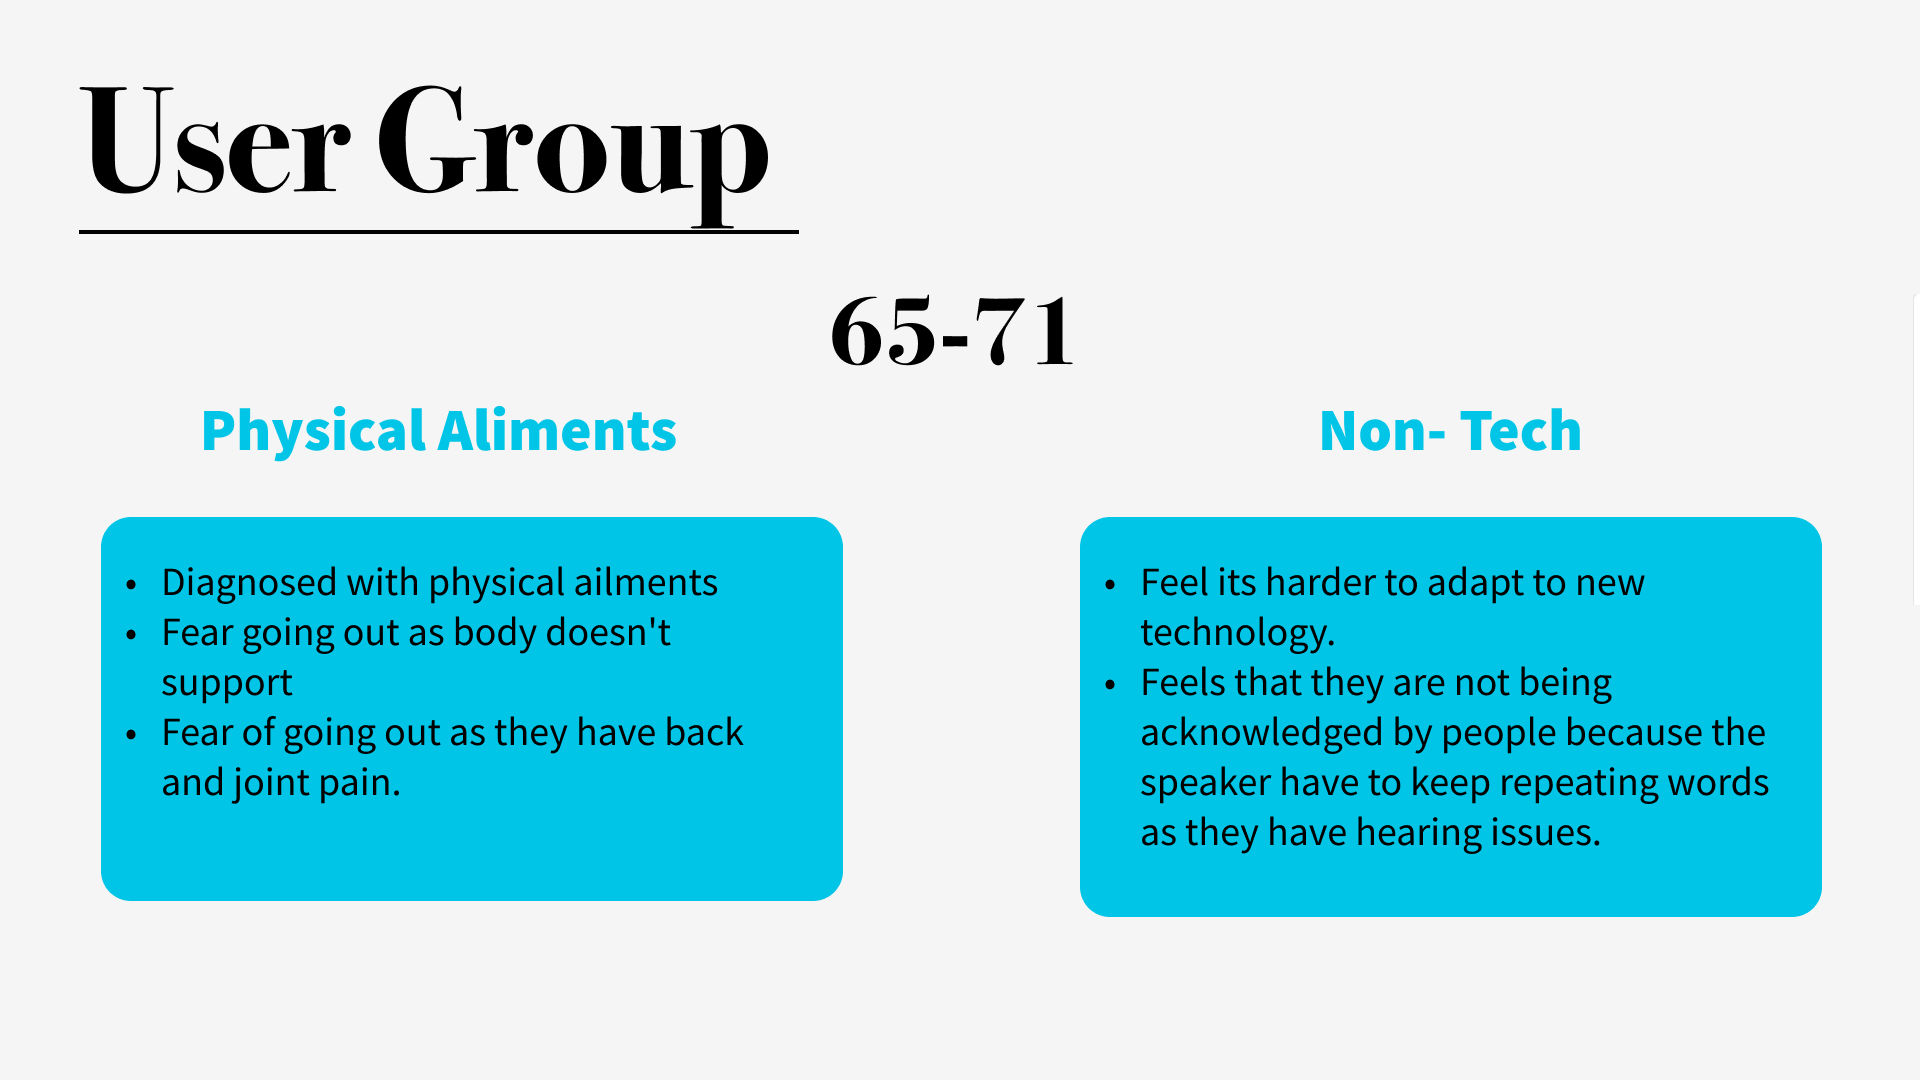 User Group
65-71
Physical Aliments
• Diagnosed with physical ailments
• Fear going out as body doesn't
support
• Fear of going out as they have back
and joint pain.
Non- Tech
• Feel its harder to adapt to new
technology.
• Feels that they are not being
acknowledged by people because the
speaker have to keep repeating words
as they have hearing issues.